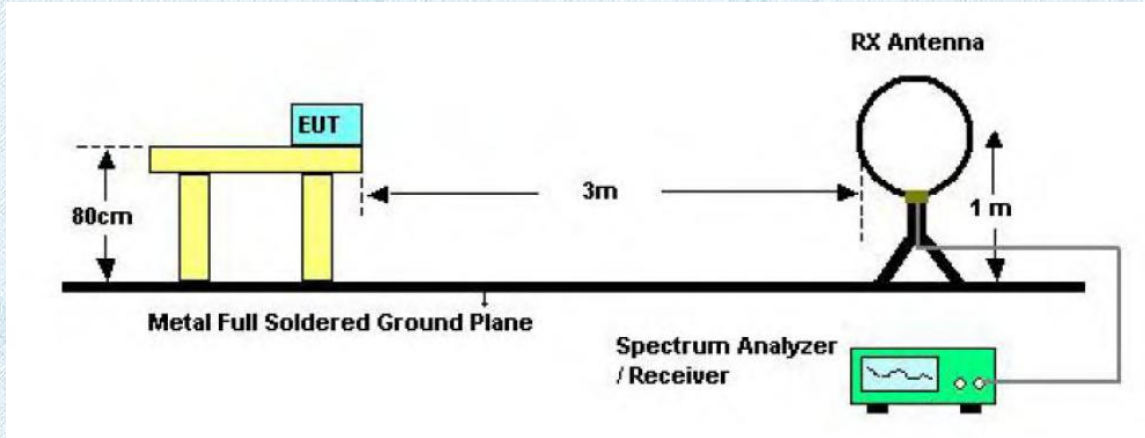 RX Antenna
EUT
3m
80cm
1 m
Metal Full Soldered Ground Plane
Spectrum Analyzer
/ Receiver